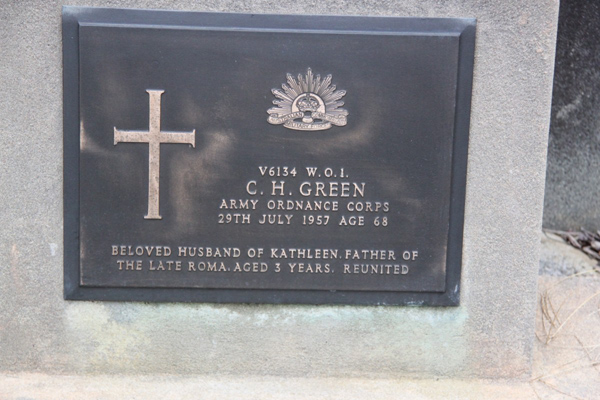 V6134 W.O.1.
C. H. GREEN
ARMY ORDNANCE CORPS
29TH JULY 1957 AGE 68
BELOVED HUSBAND OF KATHLEEN. FATHER OF
THE LATE ROMA. AGED 3 YEARS. REUNITED